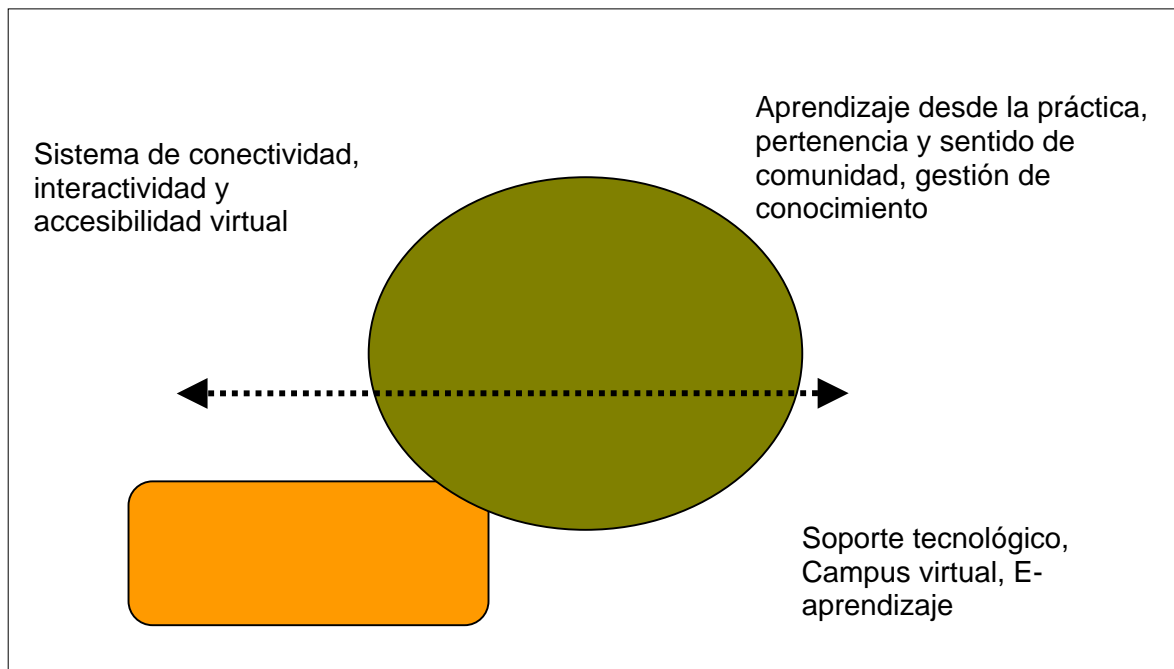 Sistema de conectividad,
interactividad y
accesibilidad virtual
Aprendizaje desde la práctica,
pertenencia y sentido de
comunidad, gestión de
conocimiento
Soporte tecnológico,
Campus virtual, E-
aprendizaje